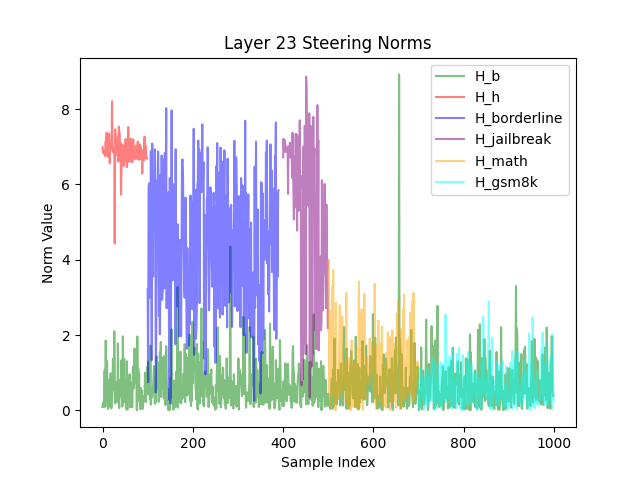 Layer 23 Steering Norms
H_b
H_h
H_borderline
H_jailbreak
H_math
H_gsm8k
Norm Value
8
6
4
2
0
0 200 400 600 800 1000
Sample Index